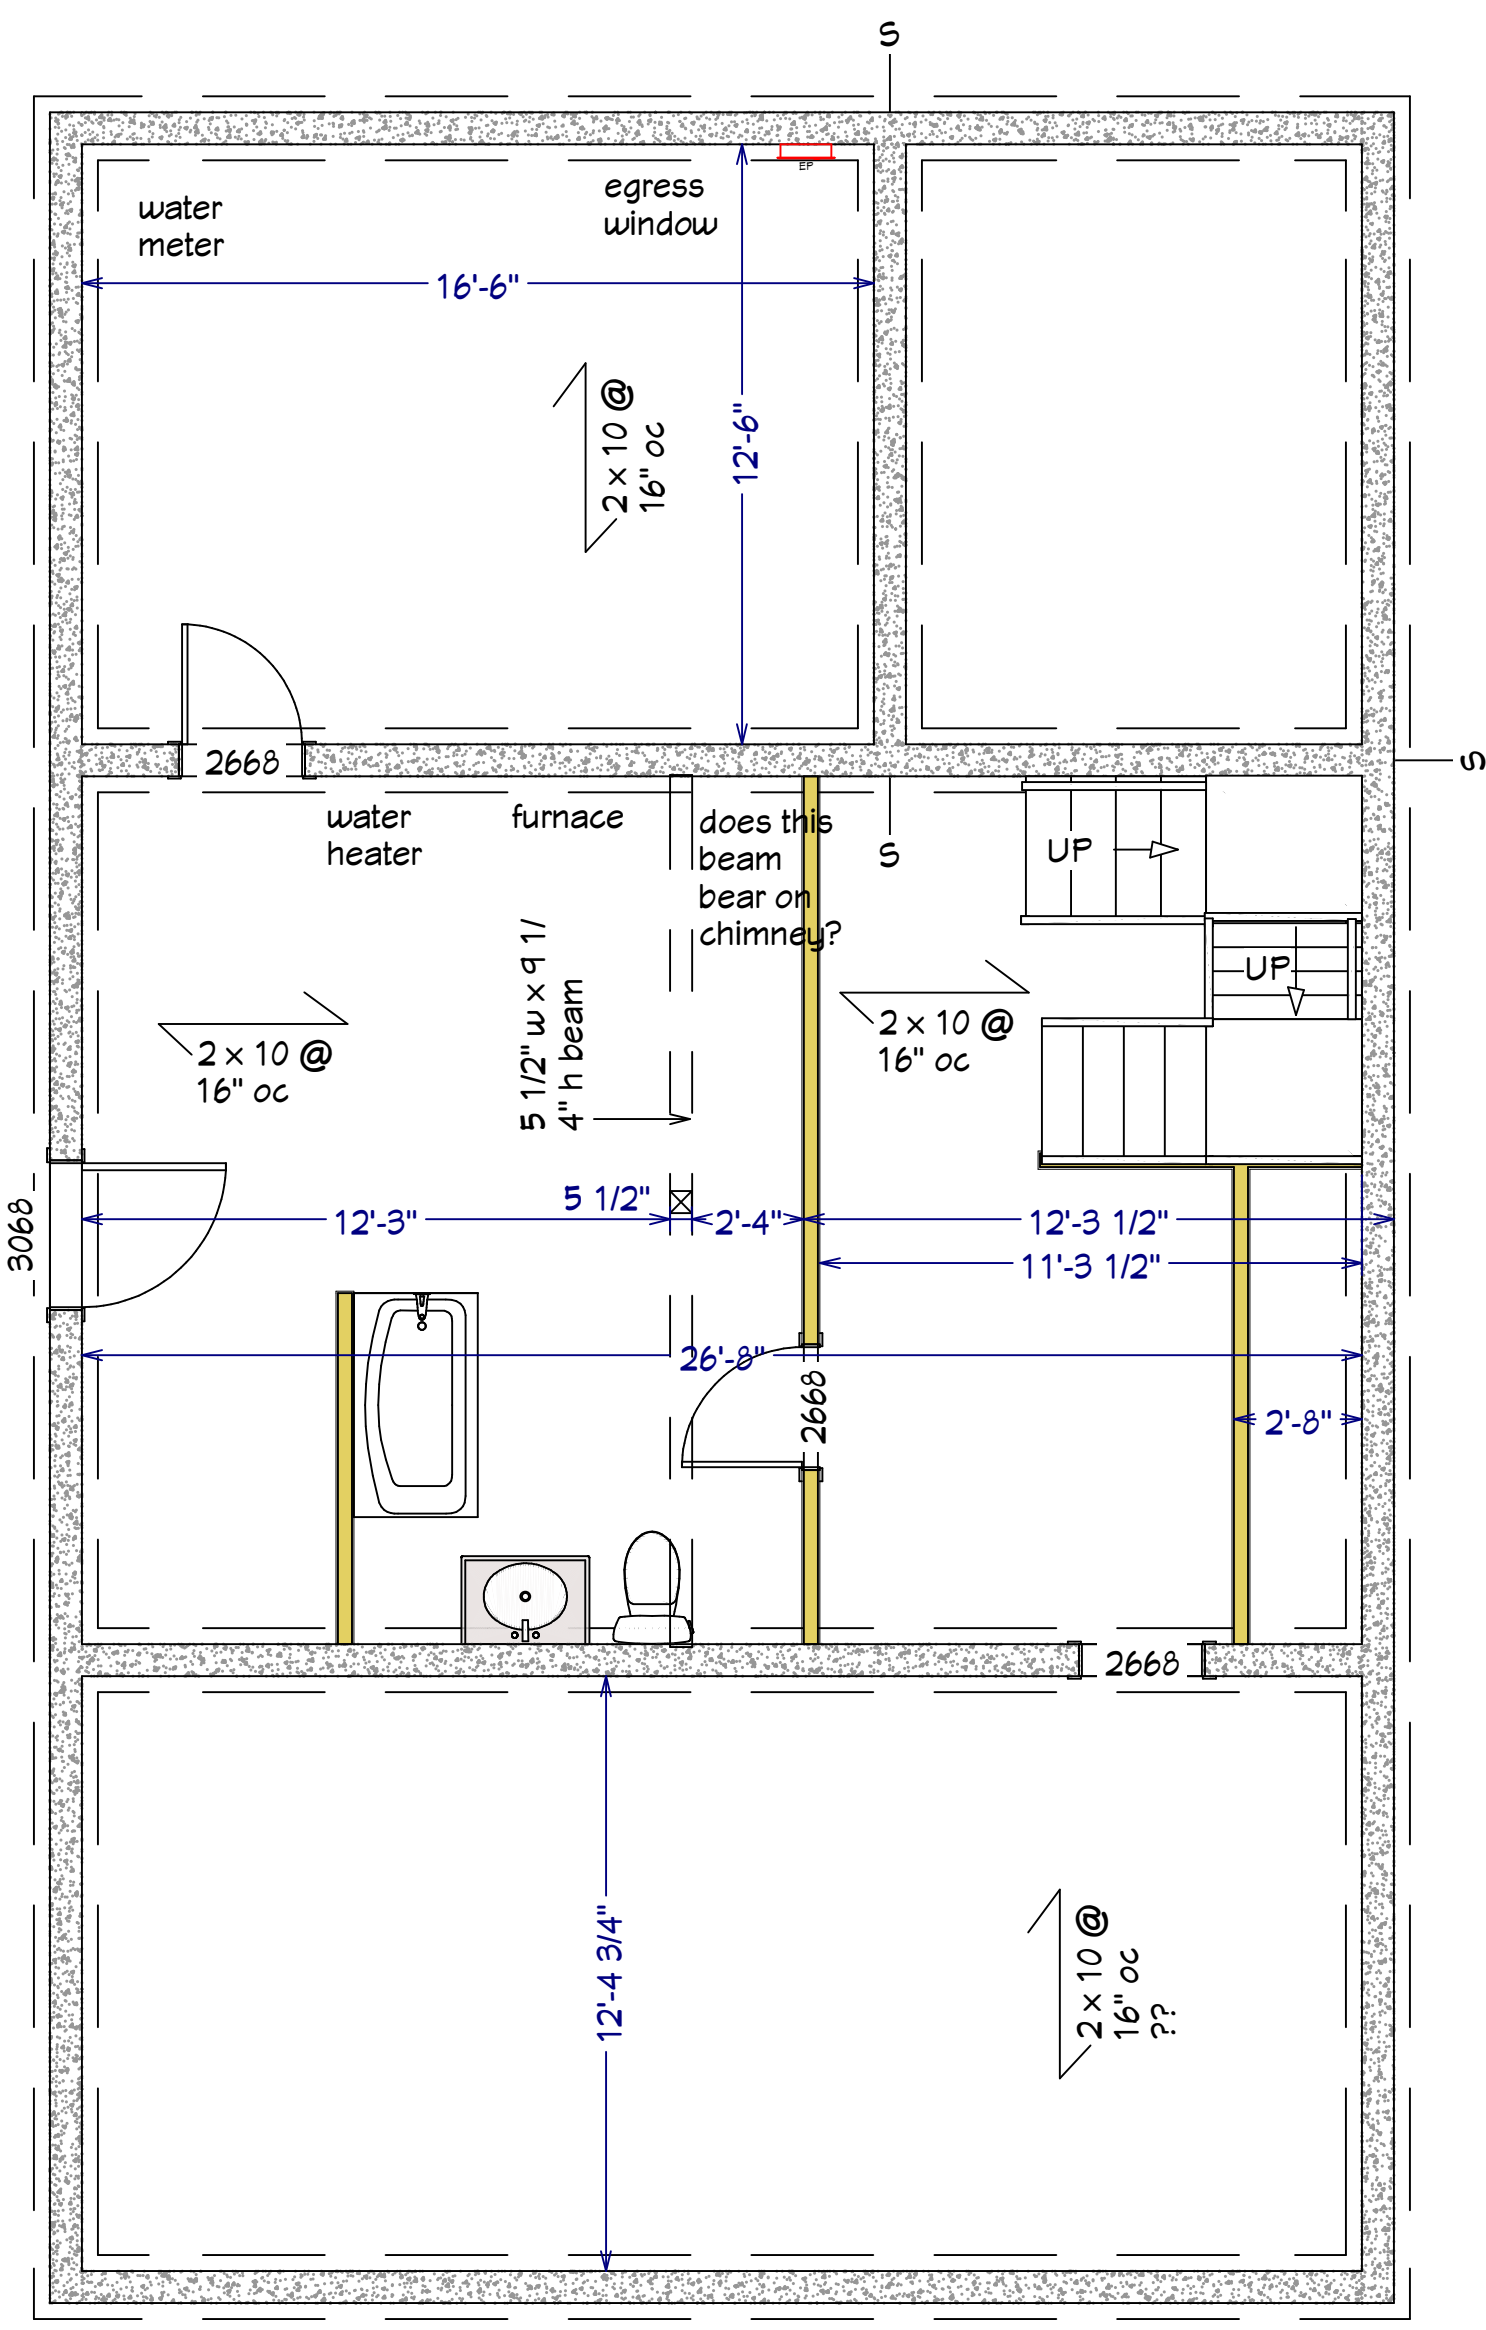 S
EP
egress
window
water
meter
16'-6"
2 x 10 @
16" oc
12'-6"
2668
S
water
heater
furnace
does this
beam
bear on
chimney?
S
UP
UP
5 1/2" w x 9 1/
4" h beam
2 x 10 @
16" oc
2 x 10 @
16" oc
3068
5 1/2"
12'-3"
2'-4"
12'-3 1/2"
11'-3 1/2"
26'-8"
2668
2'-8"
2668
12'-4 3/4"
2 x 10 @
16" oc
??